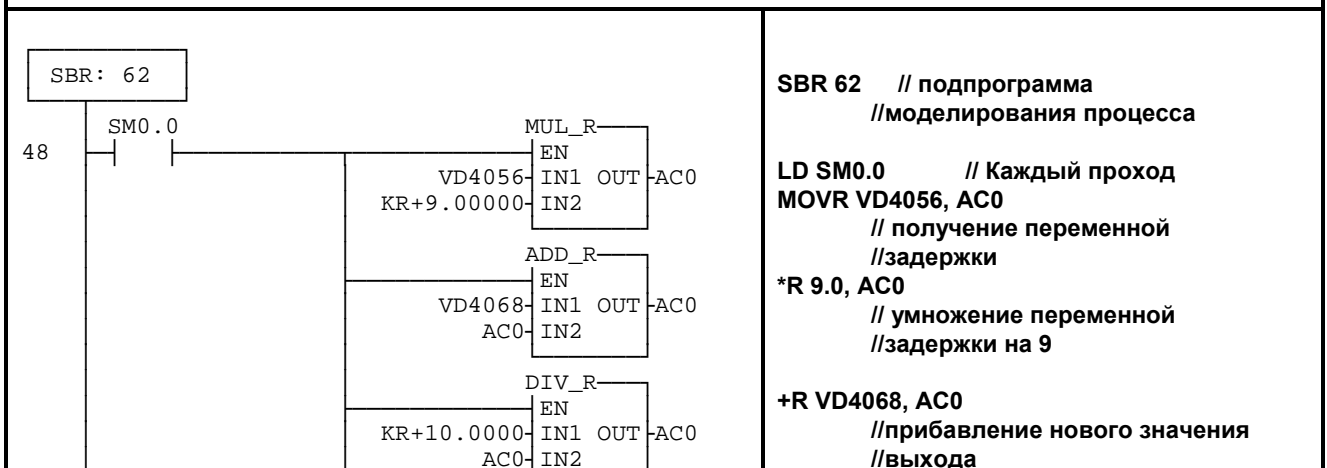 SBR: 62
SM0.0
48
MUL_R
EN
VD4056 IN1 OUT AC0
KR+9.00000 IN2
ADD_R
EN
VD4068 IN1 OUT AC0
AC0 IN2
DIV_R
EN
KR+10.0000 IN1 OUT AC0
AC0 IN2
SBR 62 // подпрограмма
//моделирования процесса
LD SM0.0 // Каждый проход
MOVR VD4056, AC0
// получение переменной
//задержки
*R 9.0, AC0
// умножение переменной
//задержки на 9
+R VD4068, AC0
//прибавление нового значения
//выхода